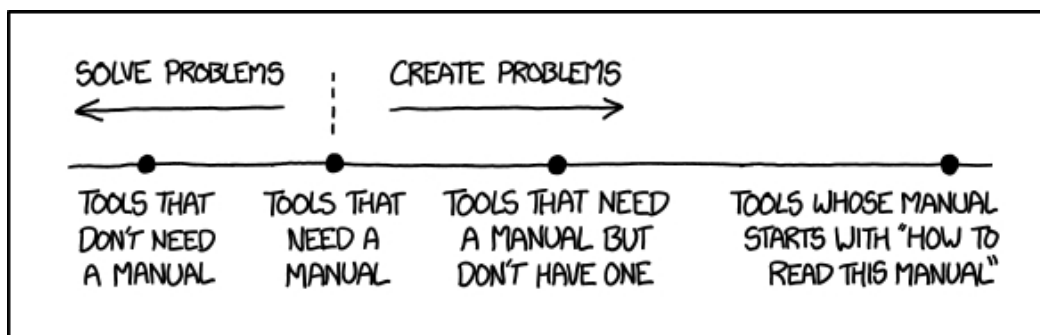 SOLVE PROBLEMS
CREATE PROBLEMS
TOOLS THAT
DON'T NEED
A MANUAL
TOOLS THAT
NEED A
MANUAL
TOOLS THAT NEED
A MANUAL BUT
DON'T HAVE ONE
TOOLS WHOSE MANUAL
STARTS WITH "HOW TO
READ THIS MANUAL"